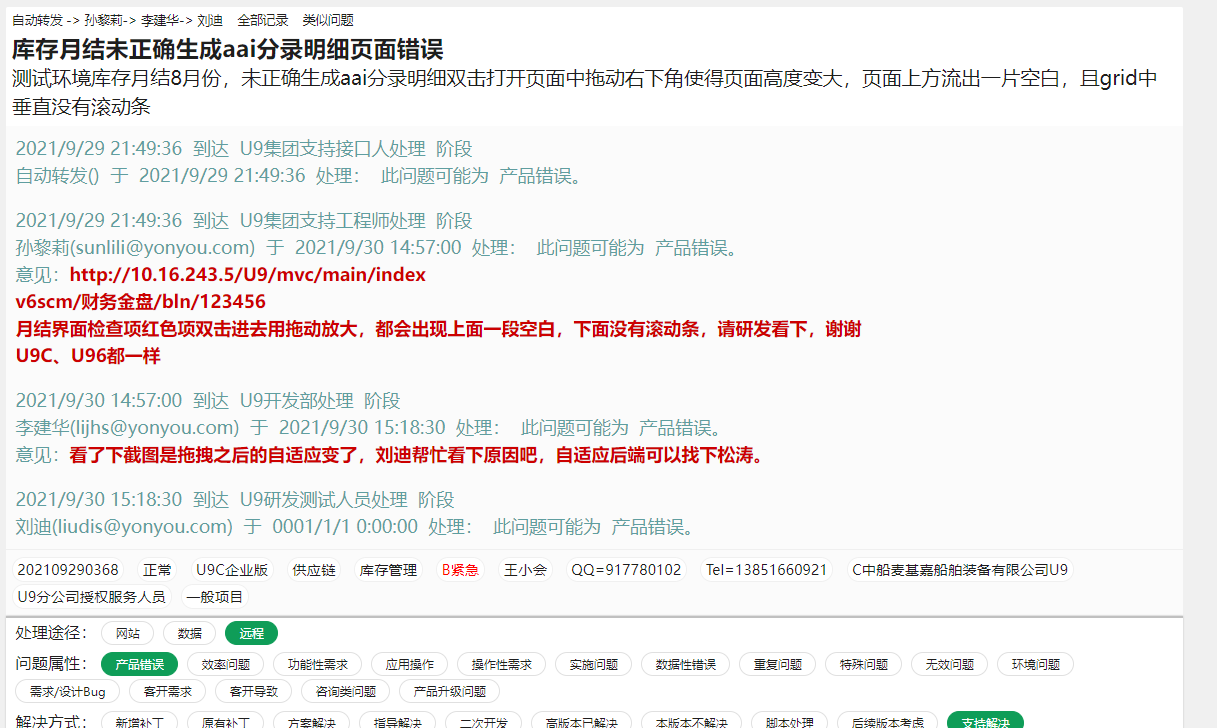 自动转发 -> 孙黎莉-> 李建华-> 刘迪 全部记录 类似问题
库存月结未正确生成aai分录明细页面错误
测试环境库存月结8月份，未正确生成aai分录明细双击打开页面中拖动右下角使得页面高度变大，页面上方流出一片空白，且grid中
垂直没有滚动条
2021/9/29 21:49:36 到达 U9集团支持接口人处理 阶段
自动转发() 于 2021/9/29 21:49:36 处理： 此问题可能为 产品错误。
2021/9/29 21:49:36 到达 U9集团支持工程师处理 阶段
孙黎莉(sunlili@yonyou.com) 于 2021/9/30 14:57:00 处理： 此问题可能为 产品错误。
意见：http://10.16.243.5/U9/mvc/main/index
v6scm/财务金盘/bln/123456
月结界面检查项红色项双击进去用拖动放大，都会出现上面一段空白，下面没有滚动条，请研发看下，谢谢
U9C、U96都一样
2021/9/30 14:57:00 到达 U9开发部处理 阶段
李建华(lijhs@yonyou.com) 于 2021/9/30 15:18:30 处理： 此问题可能为 产品错误。
意见：看了下截图是拖拽之后的自适应变了，刘迪帮忙看下原因吧，自适应后端可以找下松涛。
2021/9/30 15:18:30 到达 U9研发测试人员处理 阶段
刘迪(liudis@yonyou.com) 于 0001/1/1 0:00:00 处理： 此问题可能为 产品错误。
202109290368 正常 U9C企业版 供应链 库存管理 B紧急 王小会 QQ=917780102 Tel=13851660921 C中船麦基嘉船舶装备有限公司U9
U9分公司授权服务人员 一般项目
处理途径： 网站 数据 远程
问题属性： 产品错误 效率问题 功能性需求 应用操作 操作性需求 实施问题 数据性错误 重复问题 特殊问题 无效问题 环境问题
需求/设计Bug 客开需求 客开导致 咨询类问题 产品升级问题
解决方式： 新增补丁 原有补丁 方案解决 指导解决 二次开发 高版本已解决 本版本不解决 脚本处理 后续版本考虑 支持解决